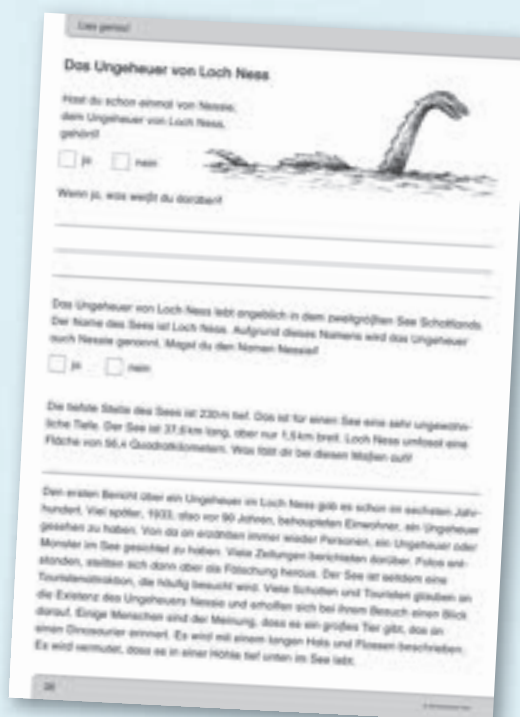 Lies genau!
Das Ungeheuer von Loch Ness
Hast du schon einmal von Nessie,
dem Ungeheuer von Loch Ness,
gehört?
ja nein
Wenn ja, was weißt du darüber?
Das Ungeheuer von Loch Ness lebt angeblich in dem zweitgrößten See Schottlands.
Der Name des Sees ist Loch Ness. Aufgrund dieses Namens wird das Ungeheuer
auch Nessie genannt. Magst du den Namen Nessie?
ja nein
Die tiefste Stelle des Sees ist 230 m tief. Das ist für einen See eine sehr ungewöhn-
liche Tiefe. Der See ist 37, km lang, aber nur 1,5 km breit. Loch Ness umfasst eine
Fläche von 56,4 Quadratkilometern. Was fällt dir bei diesen Maßen auf?
Den ersten Bericht über ein Ungeheuer im Loch Ness gab es schon im sechsten Jahr-
hundert. Viel später, 1933, also vor 90 Jahren, behaupteten Einwohner, ein Ungeheuer
gesehen zu haben. Von da an erzählten immer wieder Personen, ein Ungeheuer oder
Monster im See gesichtet zu haben. Viele Zeitungen berichteten darüber. Fotos ent-
standen, stellten sich dann aber als Fälschung heraus. Der See ist seitdem eine
Touristenattraktion, die häufig besucht wird. Viele Schotten und Touristen glauben an
die Existenz des Ungeheuers Nessie und erhoffen sich bei ihrem Besuch einen Blick
darauf. Einige Menschen sind der Meinung, dass es ein großes Tier gibt, das an
einen Dinosaurier erinnert. Es wird mit einem langen Hals und Flossen beschrieben.
Es wird vermutet, dass es in einer Höhle tief unten im See lebt.